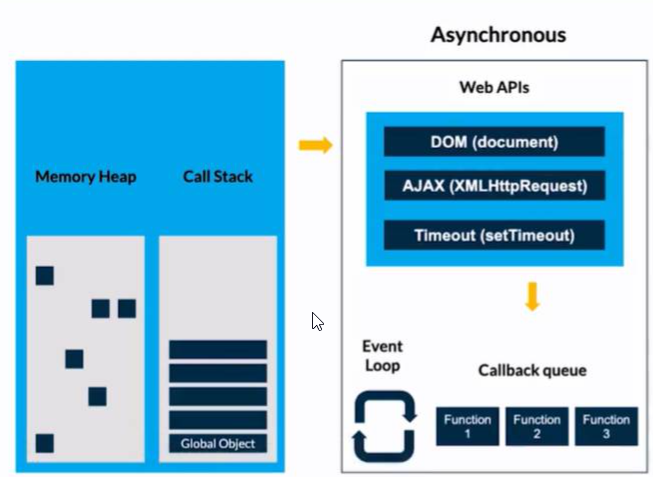 Asynchronous
Memory Heap
Call Stack
Web APIs
DOM (document)
AJAX (XMLHttpRequest)
Timeout (setTimeout)
Event
Loop
Callback queue
Function
1
Function
2
Function
3
Global Object